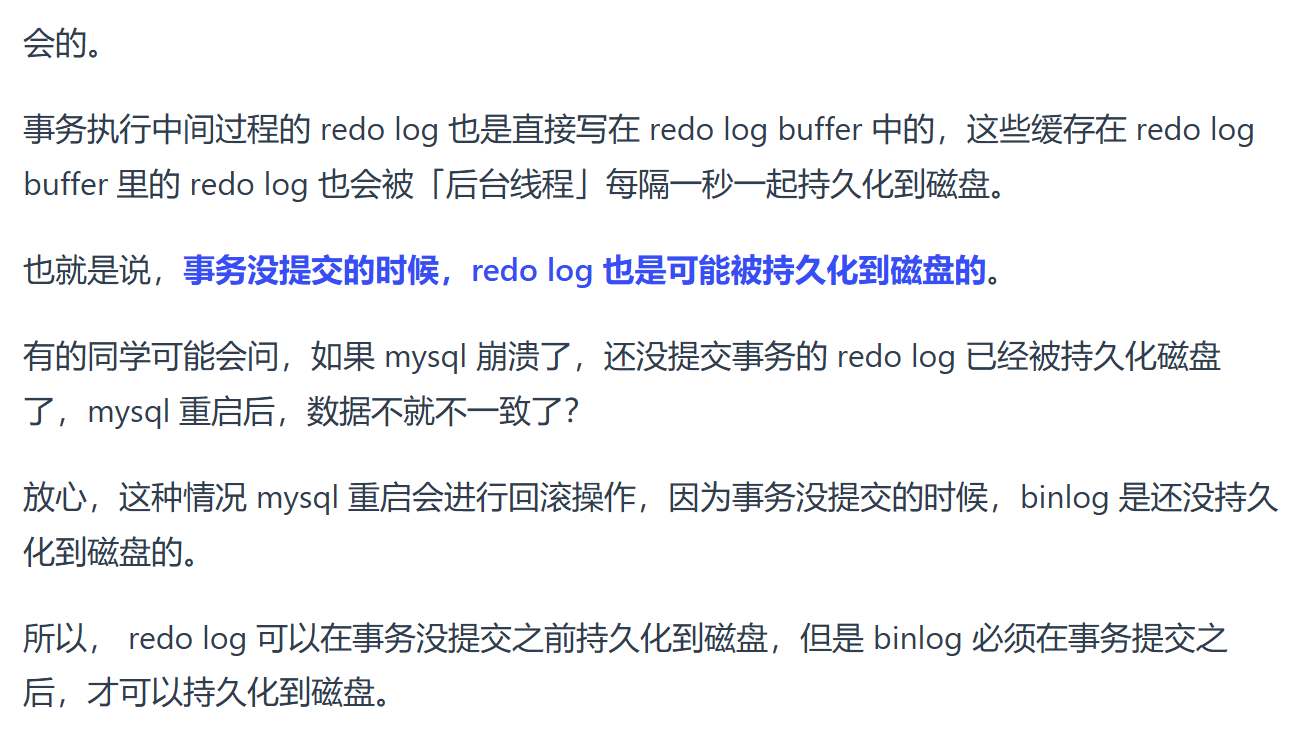 会的。
事务执行中间过程的 redo log 也是直接写在 redo log buffer 中的，这些缓存在 redo log
buffer 里的 redo log 也会被「后台线程」每隔一秒一起持久化到磁盘。
也就是说，事务没提交的时候，redo log 也是可能被持久化到磁盘的。
有的同学可能会问，如果 mysql 崩溃了，还没提交事务的 redo log 已经被持久化磁盘
了，mysql 重启后，数据不就不一致了？
放心，这种情况 mysql 重启会进行回滚操作，因为事务没提交的时候，binlog 是还没持久
化到磁盘的。
所以， redo log 可以在事务没提交之前持久化到磁盘，但是 binlog 必须在事务提交之
后，才可以持久化到磁盘。